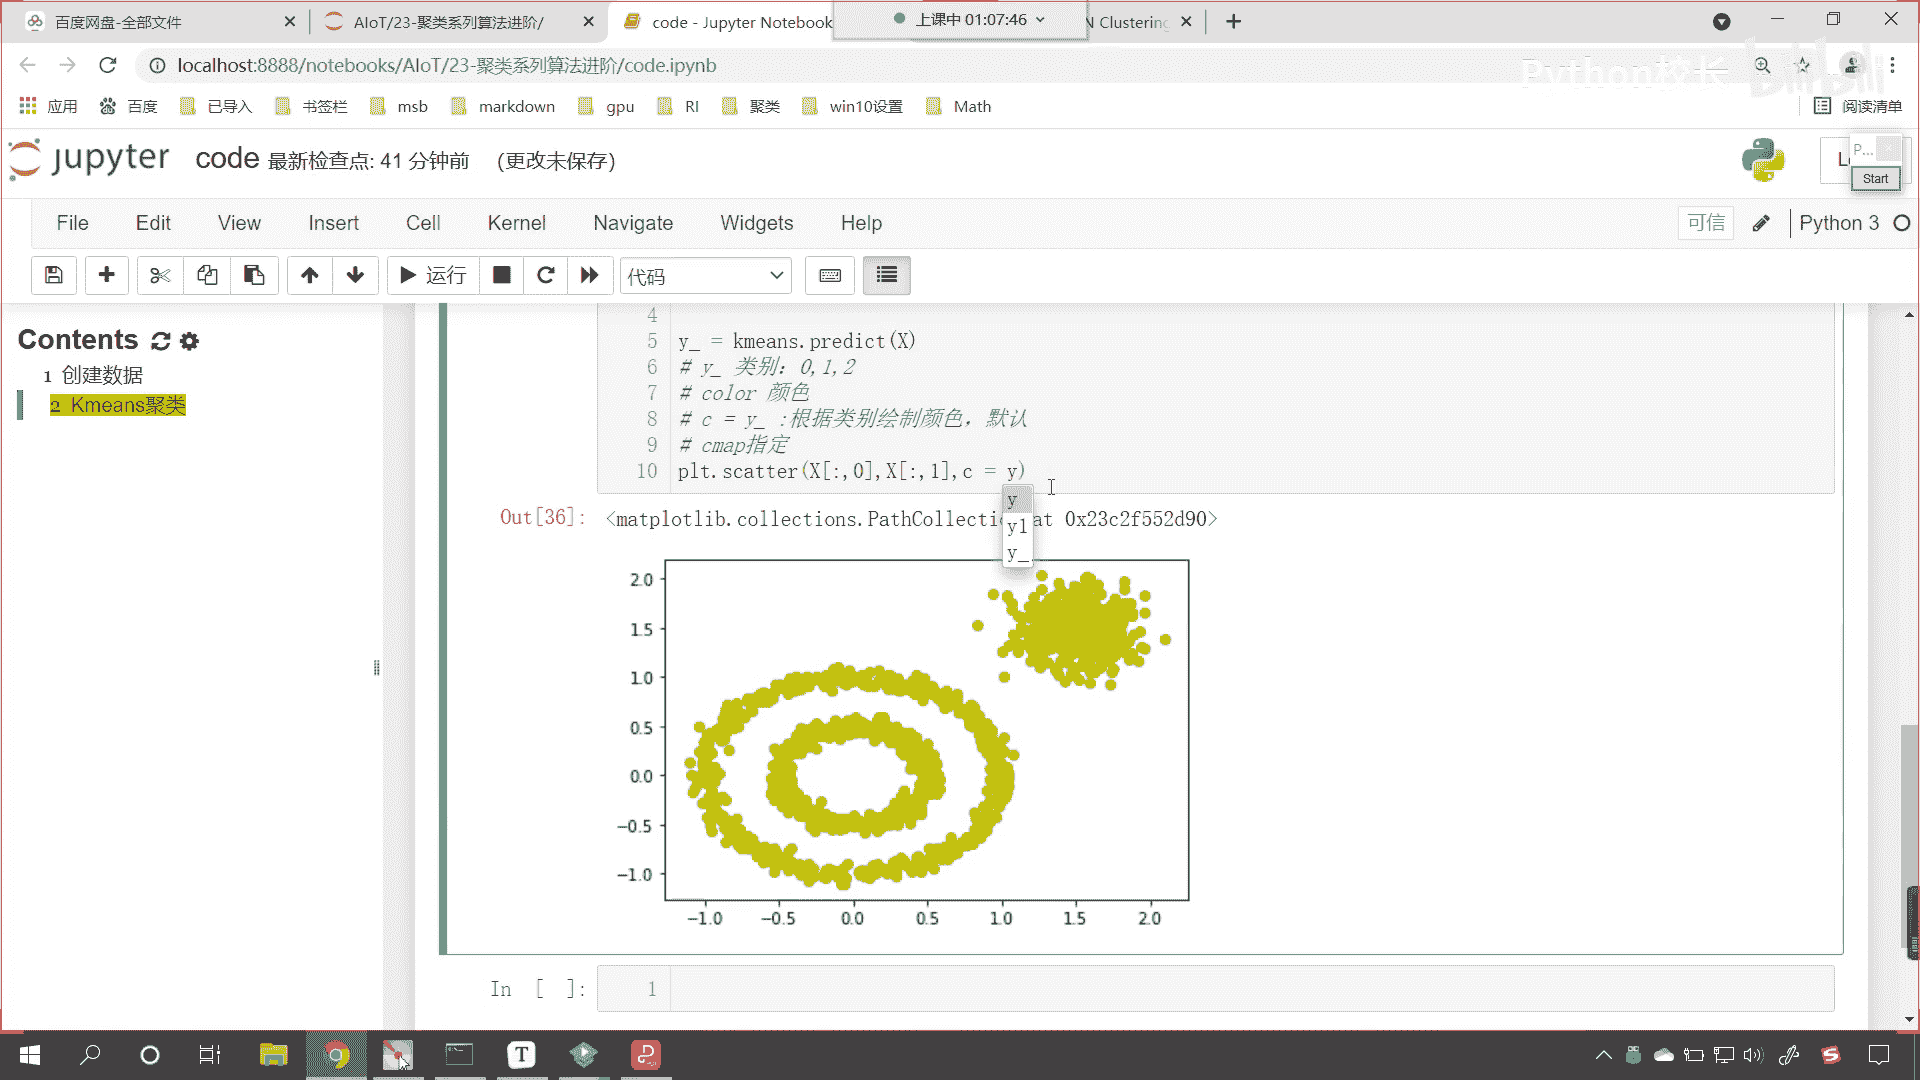 百度网盘-全部文件
AIoT/23-聚类系列算法进阶/
code - Jupyter Notebook
上课中 01:07:46
N Clustering
localhost:8888/notebooks/AIoT/23-聚类系列算法进阶/code.ipynb
Python校长
bilibili
应用
百度
已导入
书签栏
msb
markdown
gpu
RI
聚类
win10设置
Math
阅读清单
jupyter
code 最新检查点: 41 分钟前 (更改未保存)
P...
Start
File Edit View Insert Cell Kernel Navigate Widgets Help
可信
Python 3
运行
代码
Contents
1 创建数据
2 Kmeans聚类
4
5 y_ = kmeans.predict(X)
6 # y_ 类别：0,1,2
7 # color 颜色
8 # c = y_ :根据类别绘制颜色，默认
9 # cmap指定
10 plt.scatter(X[:,0],X[:,1],c = y)
y
y1
y_
Out[36]: <matplotlib.collections.PathCollecti at 0x23c2f552d90>
2.0
1.5
1.0
0.5
0.0
−0.5
−1.0
−1.0 −0.5 0.0 0.5 1.0 1.5 2.0
In [ ]: 1